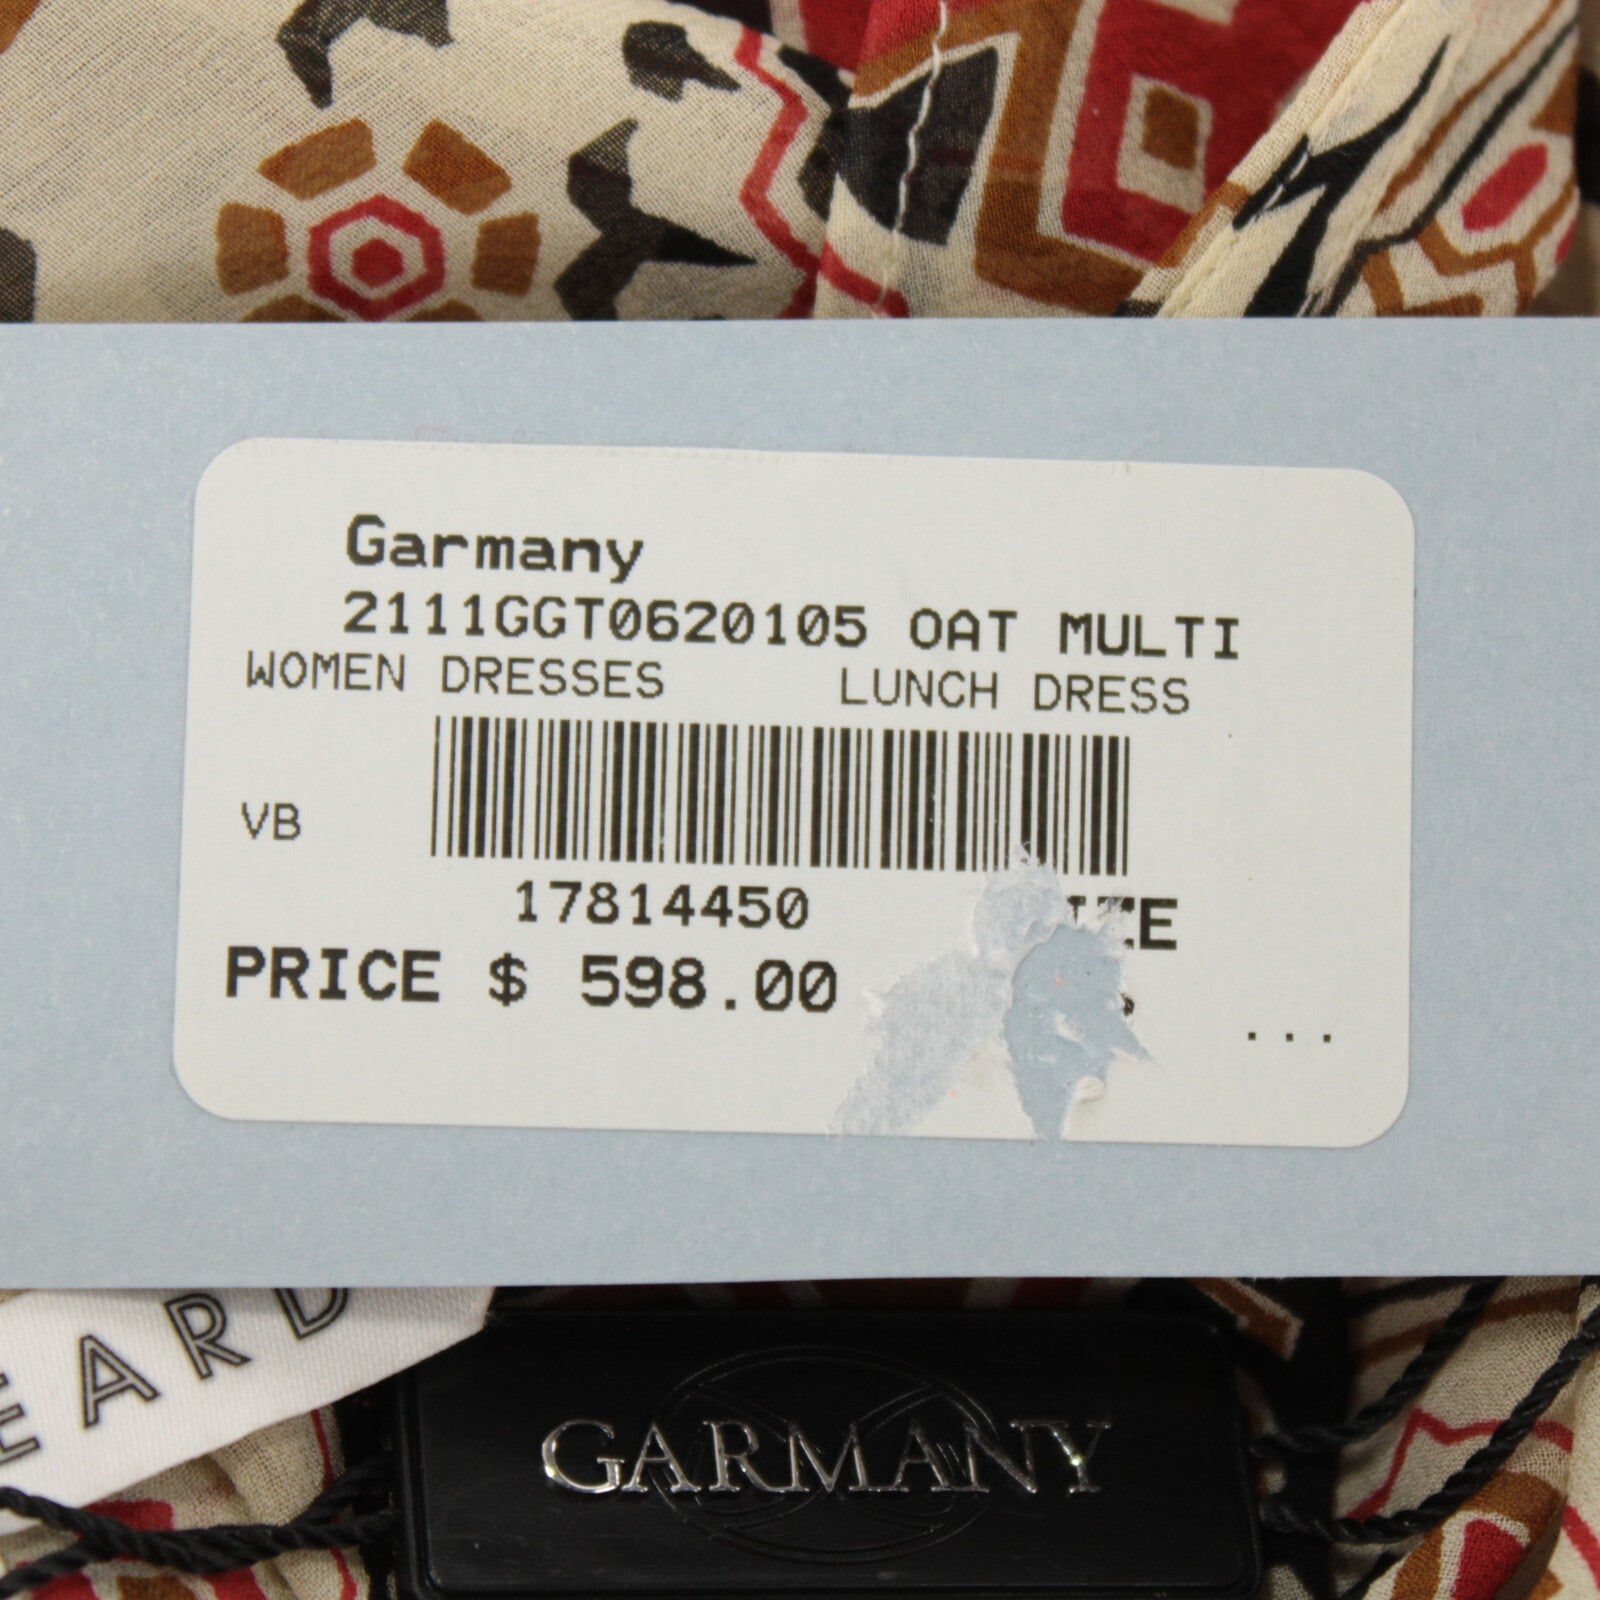 Garmany
2111GGT0620105 OAT MULTI
WOMEN DRESSES LUNCH DRESS
VB
17814450
PRICE $ 598.00
...
EARD
GARMANY